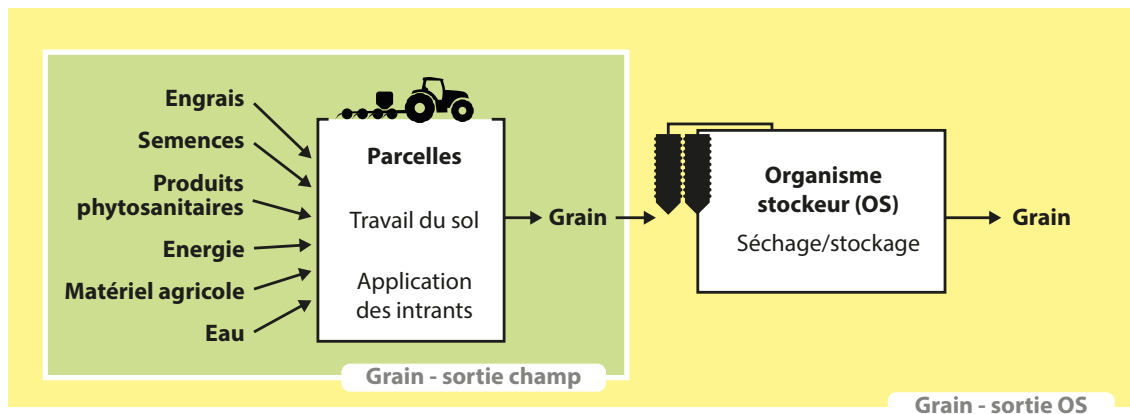 Engrais
Semences
Produits
phytosanitaires
Energie
Matériel agricole
Eau
Parcelles
Travail du sol
Application
des intrants
Grain
Organisme
stockeur (OS)
Séchage/stockage
Grain
Grain - sortie champ
Grain - sortie OS